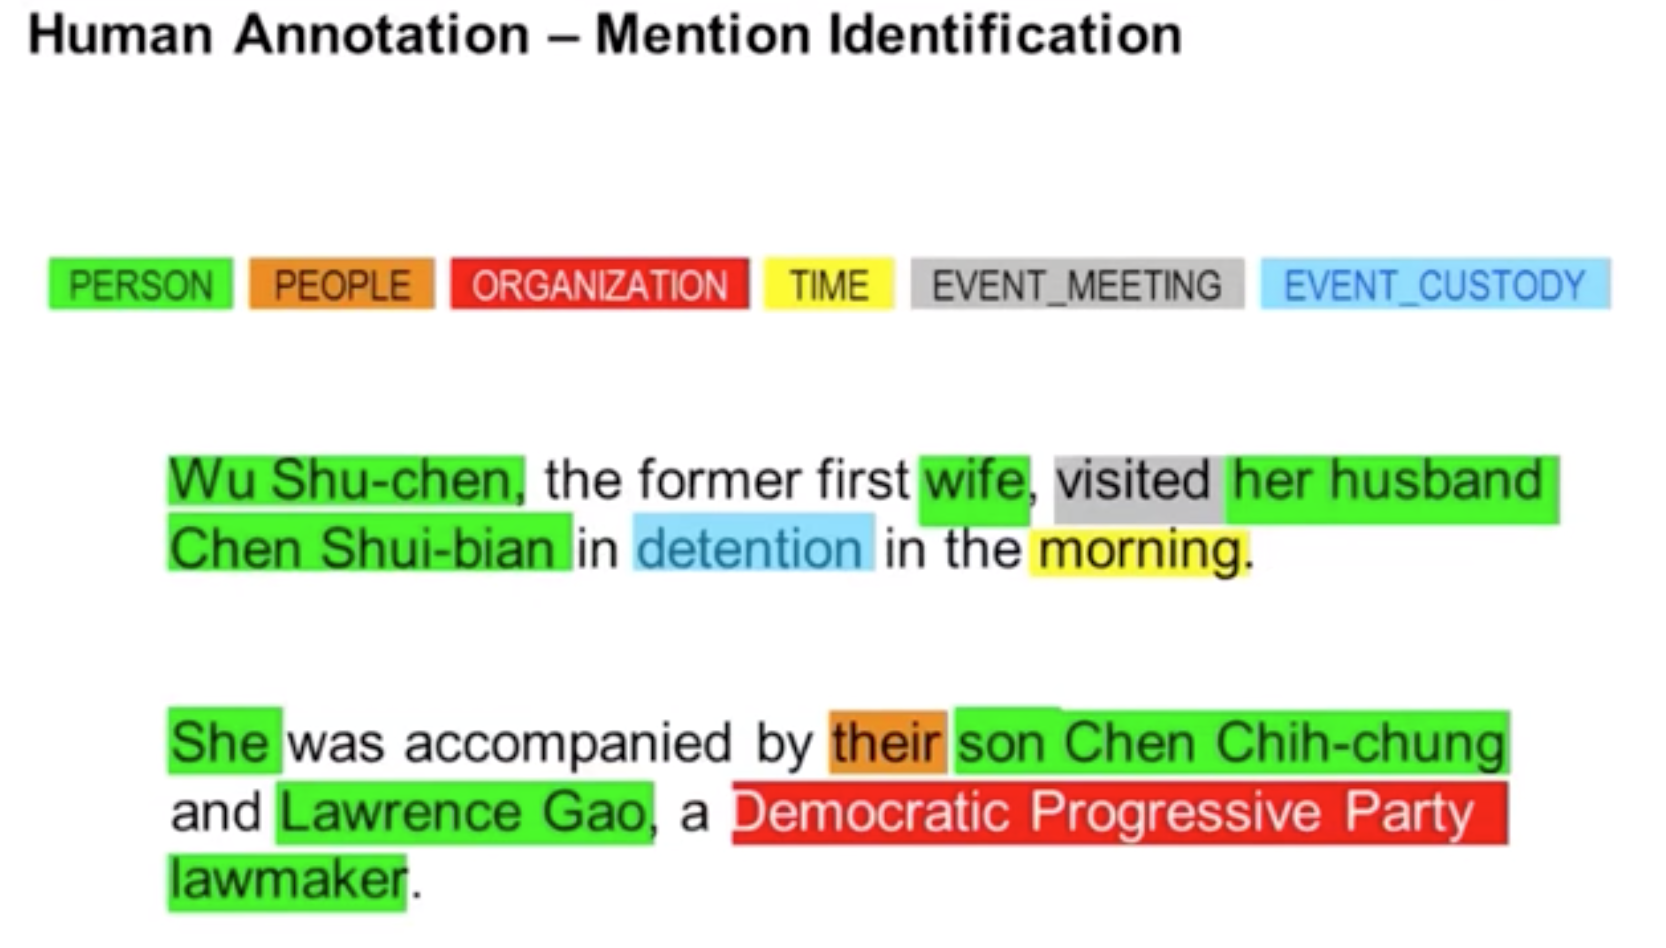 Human Annotation – Mention Identification
PERSON PEOPLE ORGANIZATION TIME EVENT_MEETING EVENT_CUSTODY
Wu Shu-chen, the former first wife, visited her husband
Chen Shui-bian in detention in the morning.
She was accompanied by their son Chen Chih-chung
and Lawrence Gao, a Democratic Progressive Party
lawmaker.